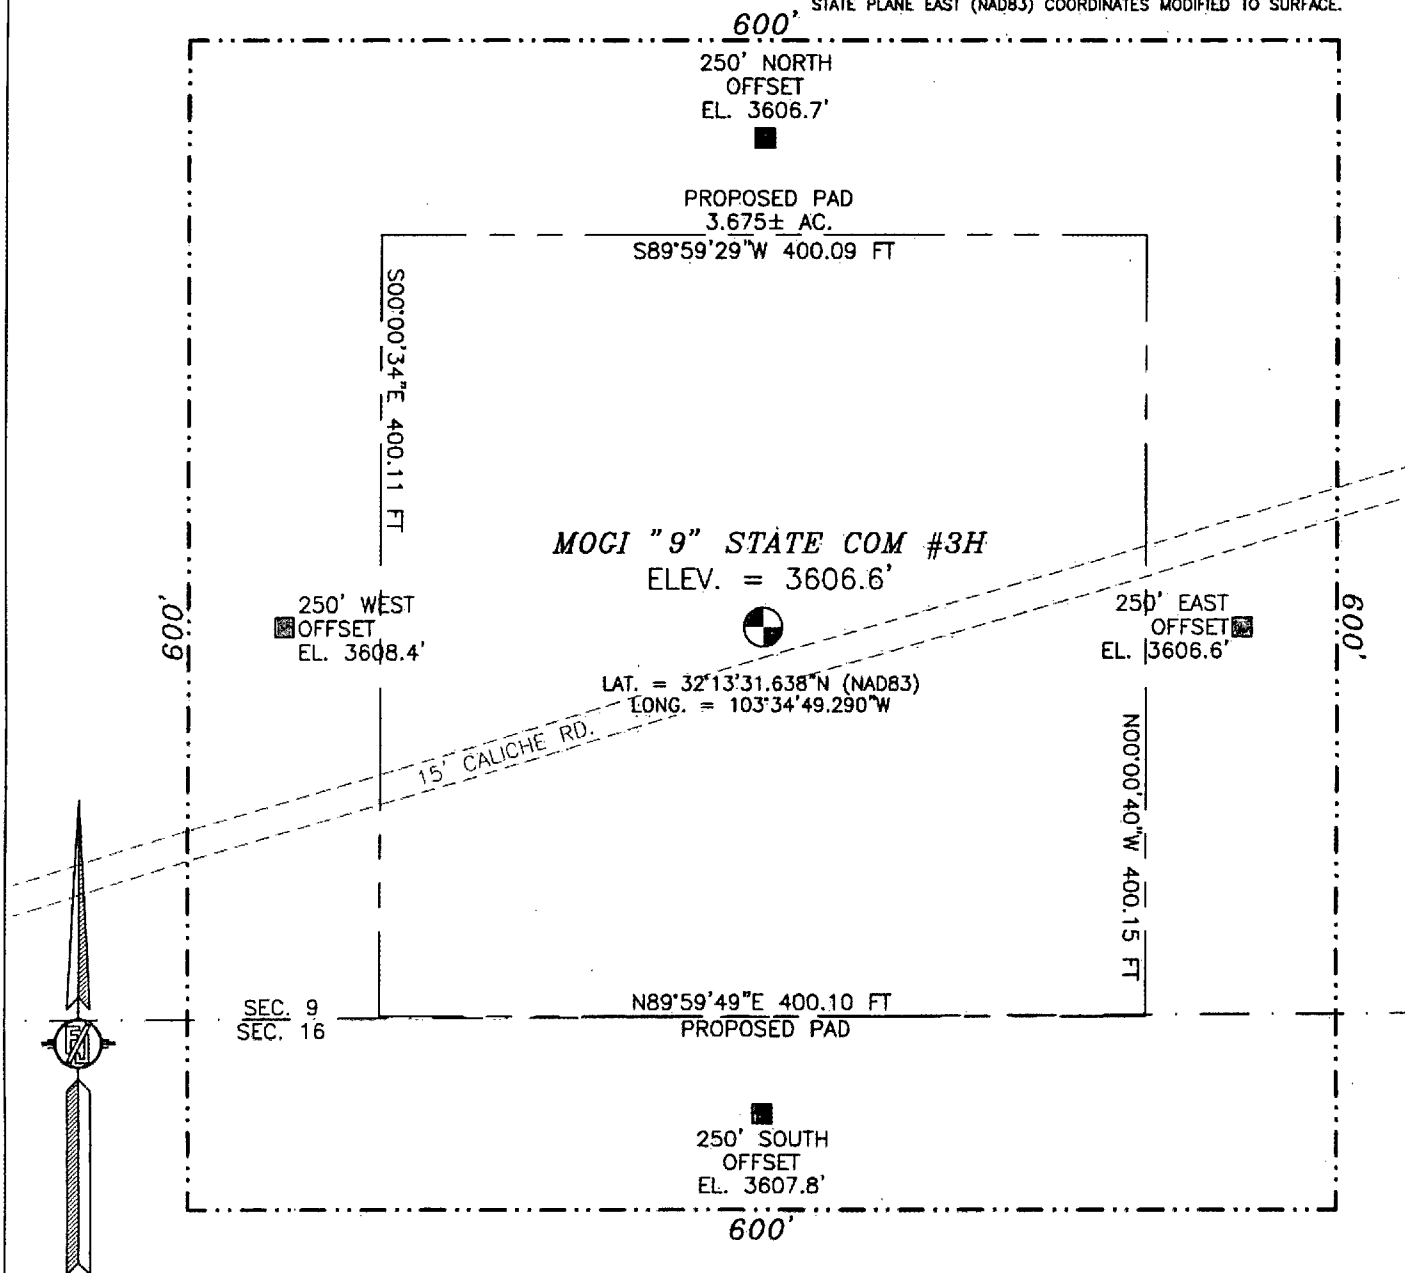 STATE PLANE EAST (NAD83) COORDINATES MODIFIED TO SURFACE.
600'
250' NORTH
OFFSET
EL. 3606.7'
PROPOSED PAD
3.675± AC.
S89°59'29"W 400.09 FT
S00°00'34"E 400.11 FT
MOGI "9" STATE COM #3H
ELEV. = 3606.6'
600'
250' WEST
OFFSET
EL. 3608.4'
250' EAST
OFFSET
EL. 3606.6'
600'
LAT. = 32°13'31.638"N (NAD83)
LONG. = 103°34'49.290"W
15' CALICHE RD.
N00°00'40"W 400.15 FT
SEC. 9
SEC. 16
N89°59'49"E 400.10 FT
PROPOSED PAD
250' SOUTH
OFFSET
EL. 3607.8'
600'